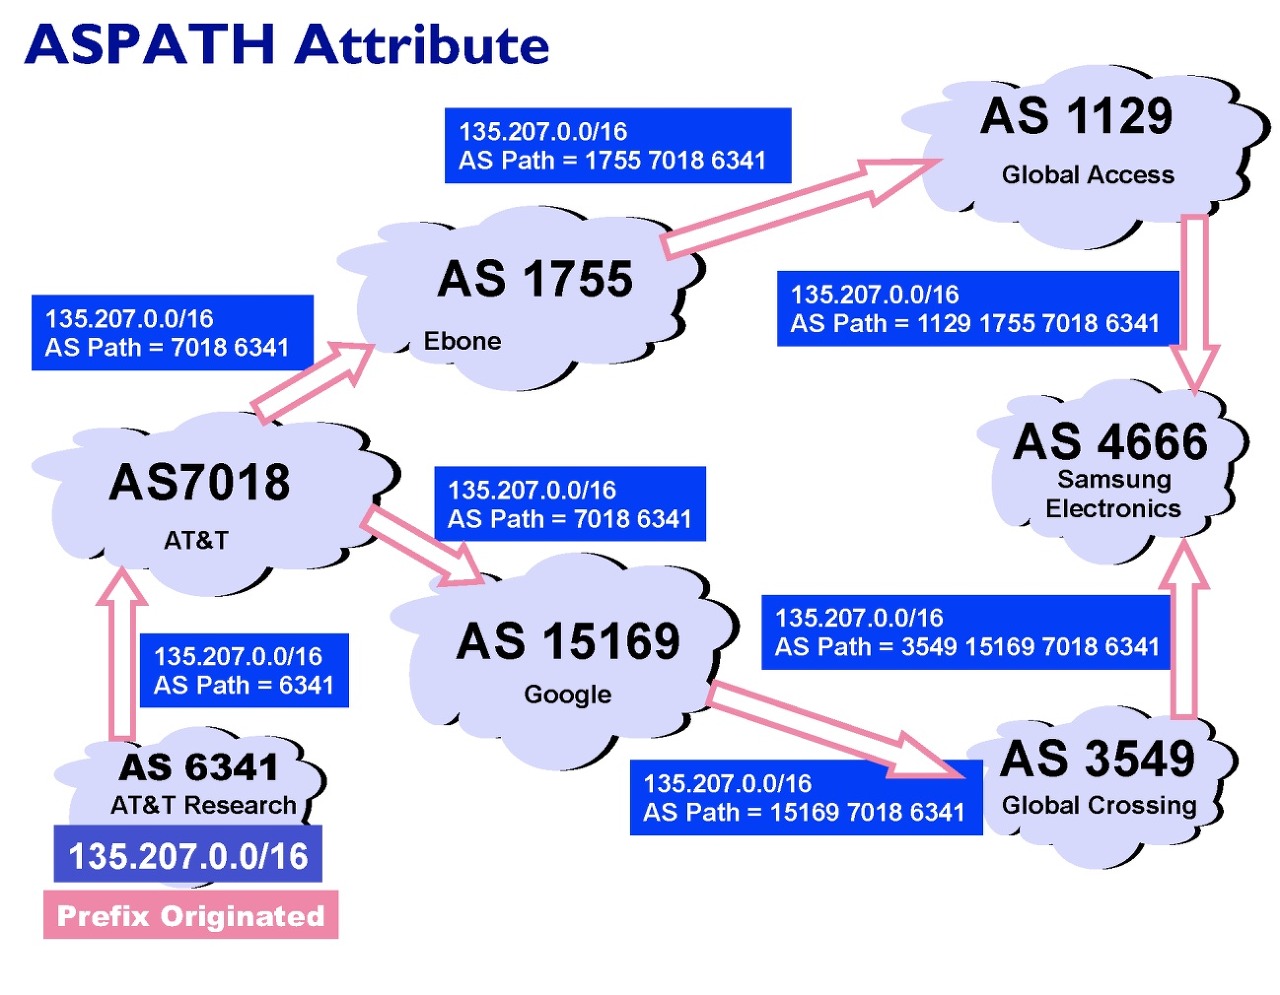 ASPATH Attribute
135.207.0.0/16
AS Path = 1755 7018 6341
AS 1129
Global Access
AS 1755
Ebone
135.207.0.0/16
AS Path = 1129 1755 7018 6341
135.207.0.0/16
AS Path = 7018 6341
AS 4666
Samsung
Electronics
AS7018
AT&T
135.207.0.0/16
AS Path = 7018 6341
AS 15169
Google
135.207.0.0/16
AS Path = 3549 15169 7018 6341
135.207.0.0/16
AS Path = 6341
AS 6341
AT&T Research
135.207.0.0/16
Prefix Originated
135.207.0.0/16
AS Path = 15169 7018 6341
AS 3549
Global Crossing